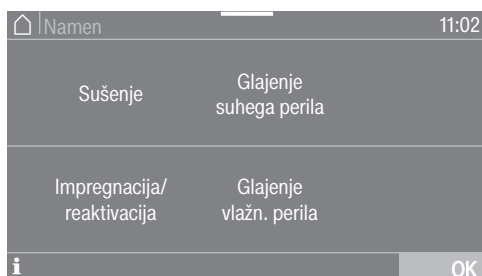 Namen 11:02
Sušenje
Glajenje
suhega perila
Impregnacija/
reaktivacija
Glajenje
vlažn. perila
i OK